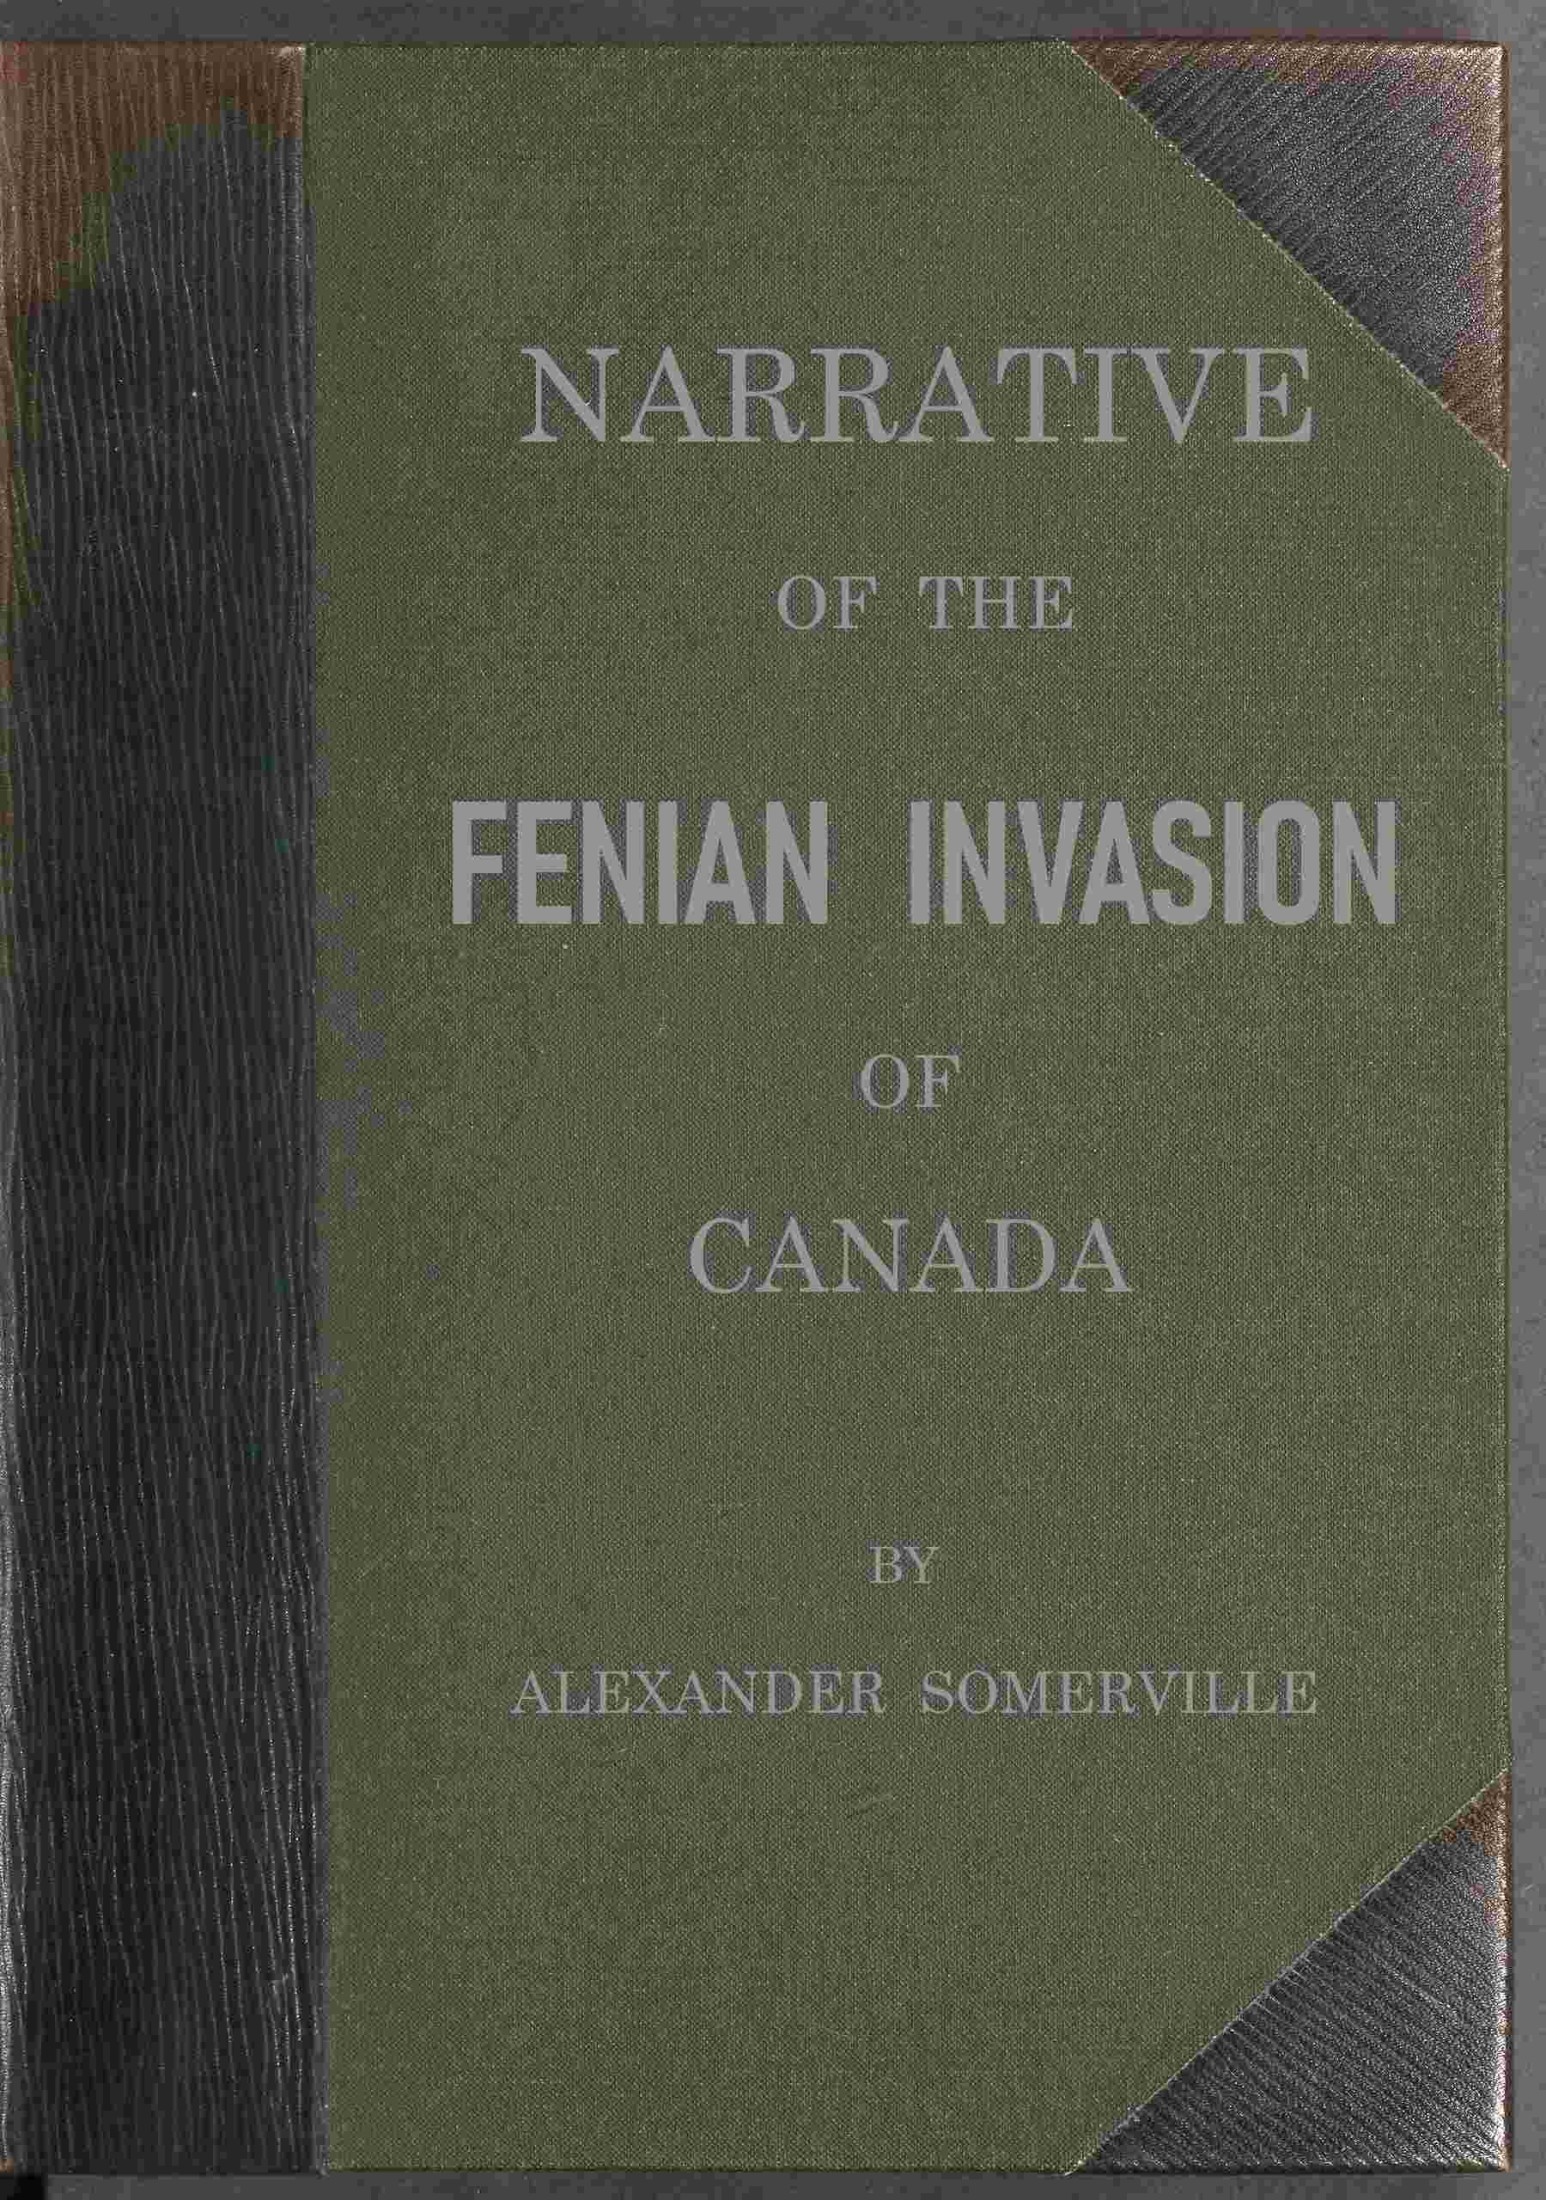 NARRATIVE
OF THE
FENIAN INVASION
OF
CANADA
BY
ALEXANDER SOMERVILLE